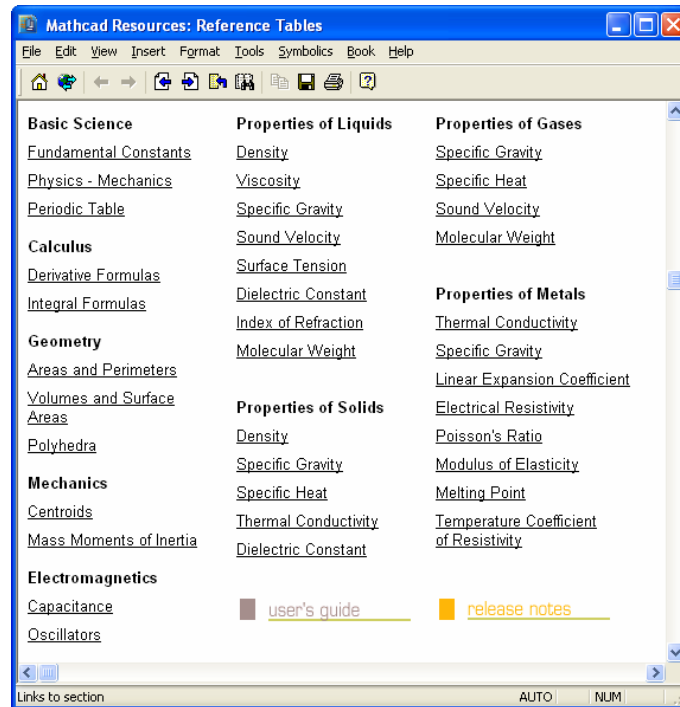 Mathcad Resources: Reference Tables
File Edit View Insert Format Tools Symbolics Book Help
Basic Science
Fundamental Constants
Physics - Mechanics
Periodic Table
Calculus
Derivative Formulas
Integral Formulas
Geometry
Areas and Perimeters
Volumes and Surface
Areas
Polyhedra
Mechanics
Centroids
Mass Moments of Inertia
Electromagnetics
Capacitance
Oscillators
Properties of Liquids
Density
Viscosity
Specific Gravity
Sound Velocity
Surface Tension
Dielectric Constant
Index of Refraction
Molecular Weight
Properties of Solids
Density
Specific Gravity
Specific Heat
Thermal Conductivity
Dielectric Constant
user's guide
Properties of Gases
Specific Gravity
Specific Heat
Sound Velocity
Molecular Weight
Properties of Metals
Thermal Conductivity
Specific Gravity
Linear Expansion Coefficient
Electrical Resistivity
Poisson's Ratio
Modulus of Elasticity
Melting Point
Temperature Coefficient
of Resistivity
release notes
Links to section AUTO NUM